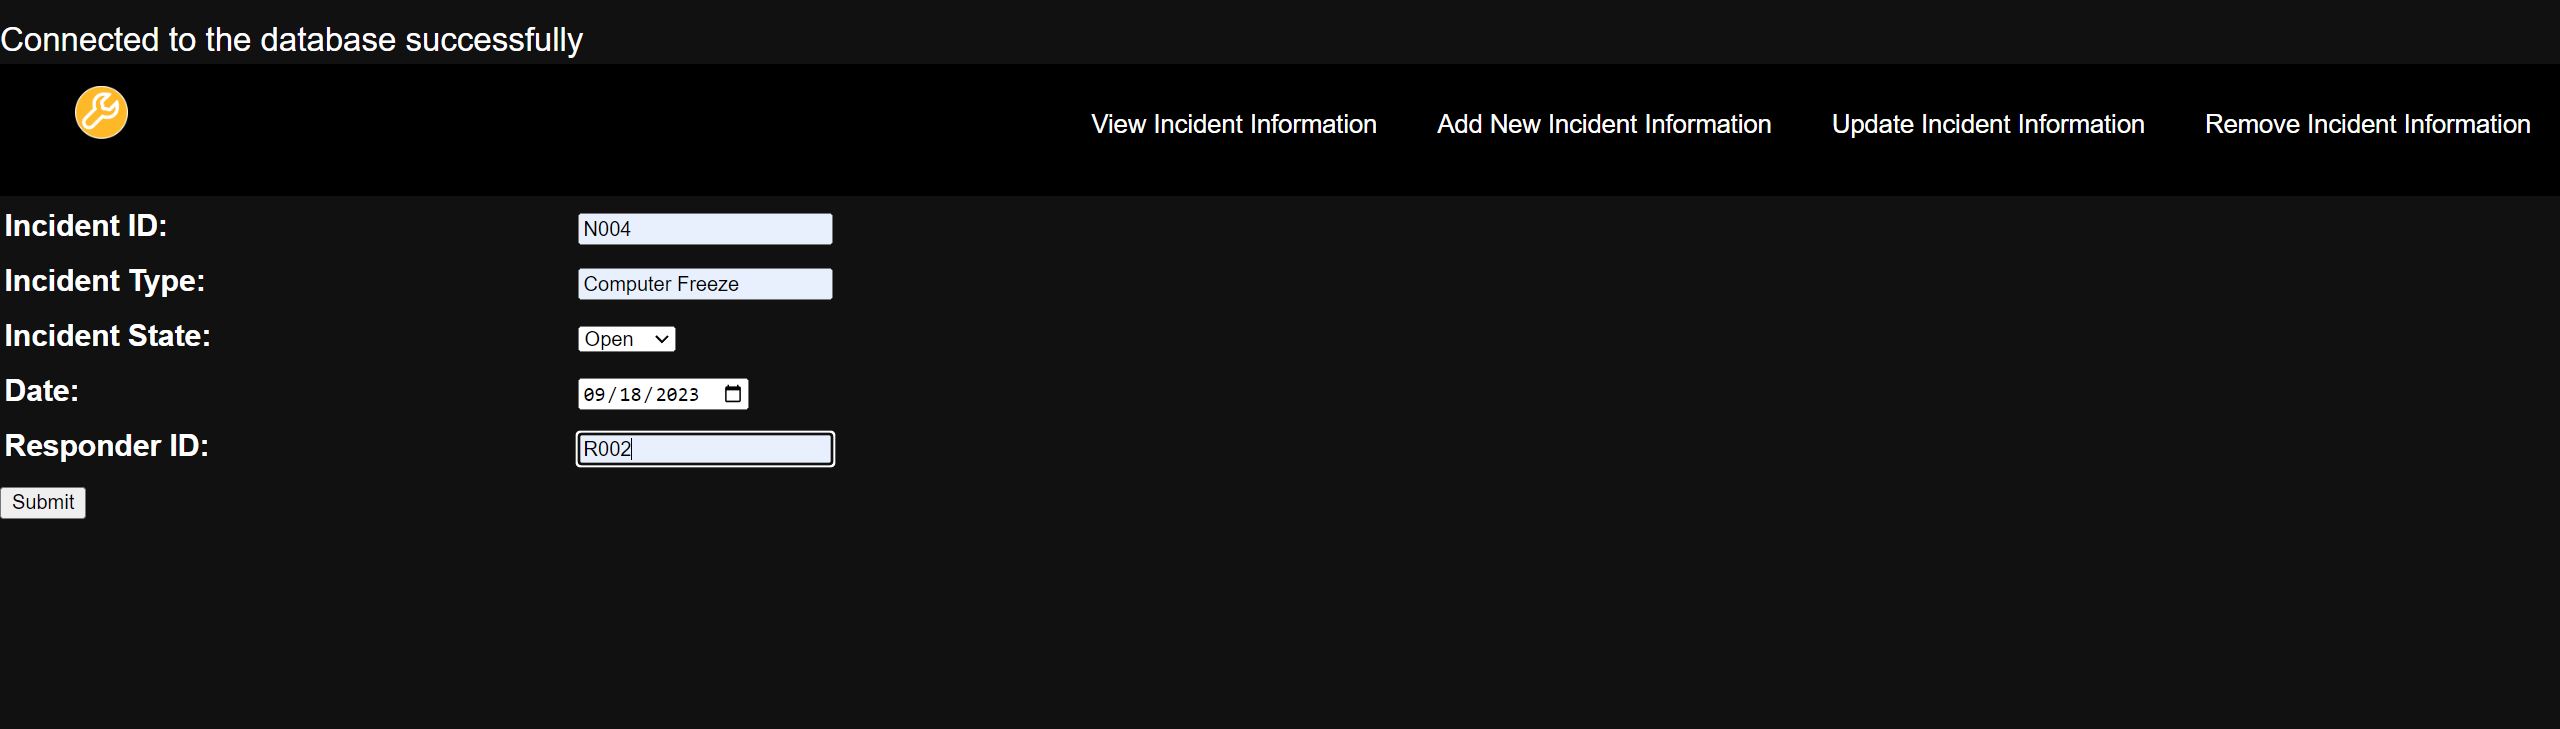 Connected to the database successfully
View Incident Information Add New Incident Information Update Incident Information Remove Incident Information
Incident ID: N004
Incident Type: Computer Freeze
Incident State: Open
Date: 09/18/2023
Responder ID: R002
Submit